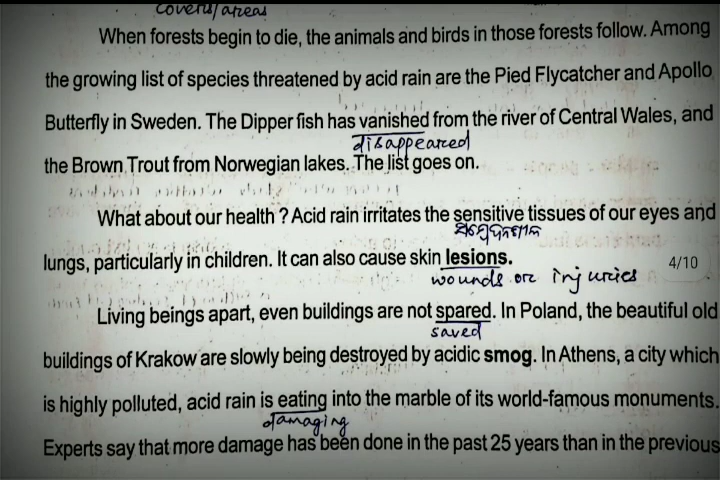 covers/areas
When forests begin to die, the animals and birds in those forests follow. Among
the growing list of species threatened by acid rain are the Pied Flycatcher and Apollo
Butterfly in Sweden. The Dipper fish has vanished from the river of Central Wales, and
disappeared
the Brown Trout from Norwegian lakes. The list goes on.
What about our health ? Acid rain irritates the sensitive tissues of our eyes and
lungs, particularly in children. It can also cause skin lesions.
4/10
wounds or injuries
Living beings apart, even buildings are not spared. In Poland, the beautiful old
saved
buildings of Krakow are slowly being destroyed by acidic smog. In Athens, a city which
is highly polluted, acid rain is eating into the marble of its world-famous monuments.
damaging
Experts say that more damage has been done in the past 25 years than in the previous